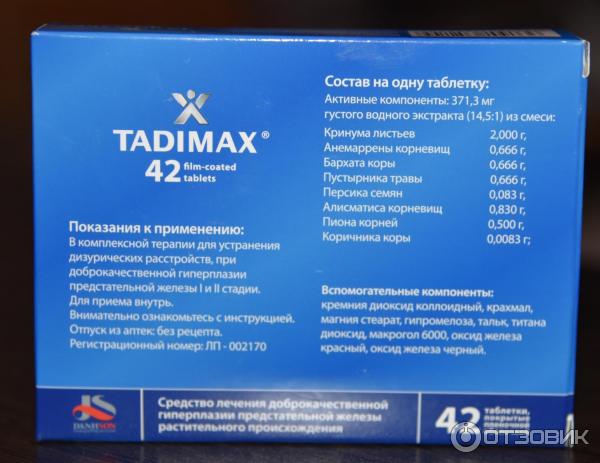 TADIMAX®
42 film-coated
tablets
Показания к применению:
В комплексной терапии для устранения
дизурических расстройств, при
доброкачественной гиперплазии
предстательной железы I и II стадии.
Для приема внутрь.
Внимательно ознакомьтесь с инструкцией.
Отпуск из аптек: без рецепта.
Регистрационный номер: ЛП - 002170
Состав на одну таблетку:
Активные компоненты: 371,3 мг
густого водного экстракта (14,5:1) из смеси:
Кринума листьев 2,000 г,
Анемаррены корневищ 0,666 г,
Бархата коры 0,666 г,
Пустырника травы 0,666 г,
Персика семян 0,083 г,
Алисматиса корневищ 0,830 г,
Пиона корней 0,500 г,
Коричника коры 0,0083 г;
Вспомогательные компоненты:
кремния диоксид коллоидный, крахмал,
магния стеарат, гипромелоза, тальк, титана
диоксид, макрогол 6000, оксид железа
красный, оксид железа черный.
DANHSON
Средство лечения доброкачественной
гиперплазии предстательной железы
растительного происхождения
42 таблетки, покрытые
пленочной
ОТЗОВИК